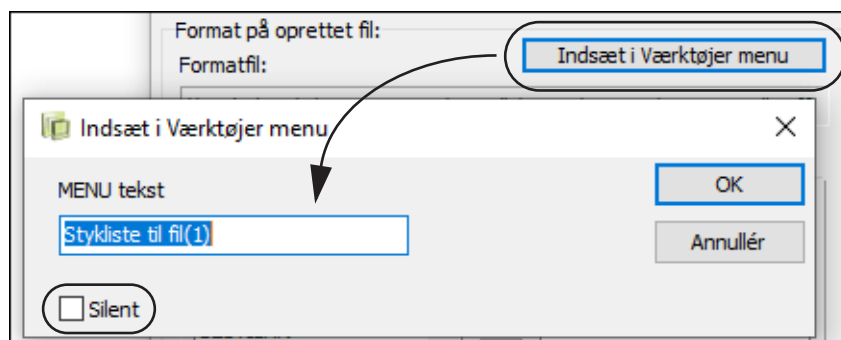 Format på oprettet fil:
Formatfil:
Indsæt i Værktøjer menu
Indsæt i Værktøjer menu
MENU tekst
Stykliste til fil(1)
OK
Annullér
Silent